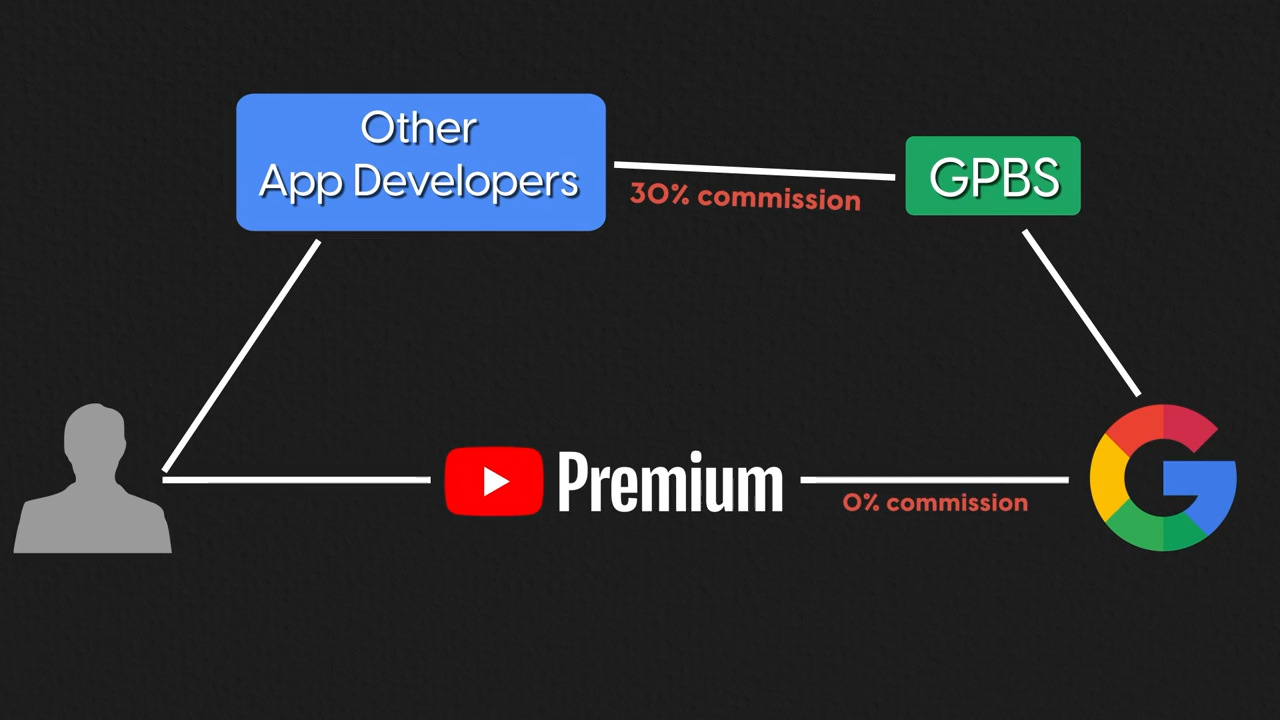 Other
App Developers
30% commission
GPBS
Premium
0% commission